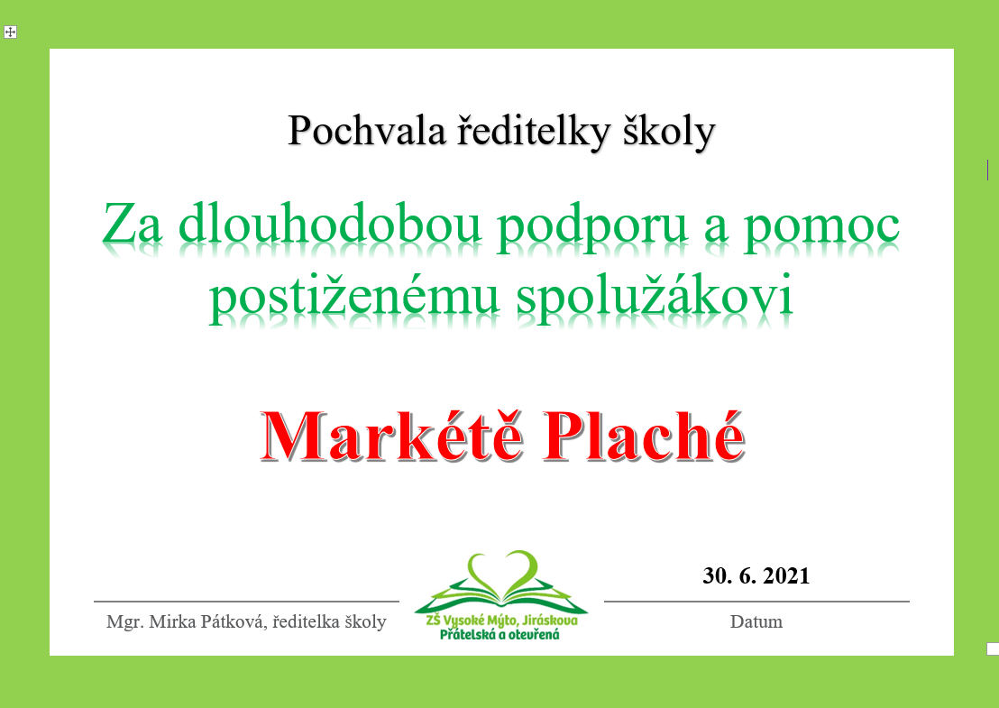 Pochvala ředitelky školy
Za dlouhodobou podporu a pomoc
postiženému spolužákovi
Markétě Plaché
30. 6. 2021
Mgr. Mirka Pátková, ředitelka školy
ZŠ Vysoké Mýto, Jiráskova
Přátelská a otevřená
Datum